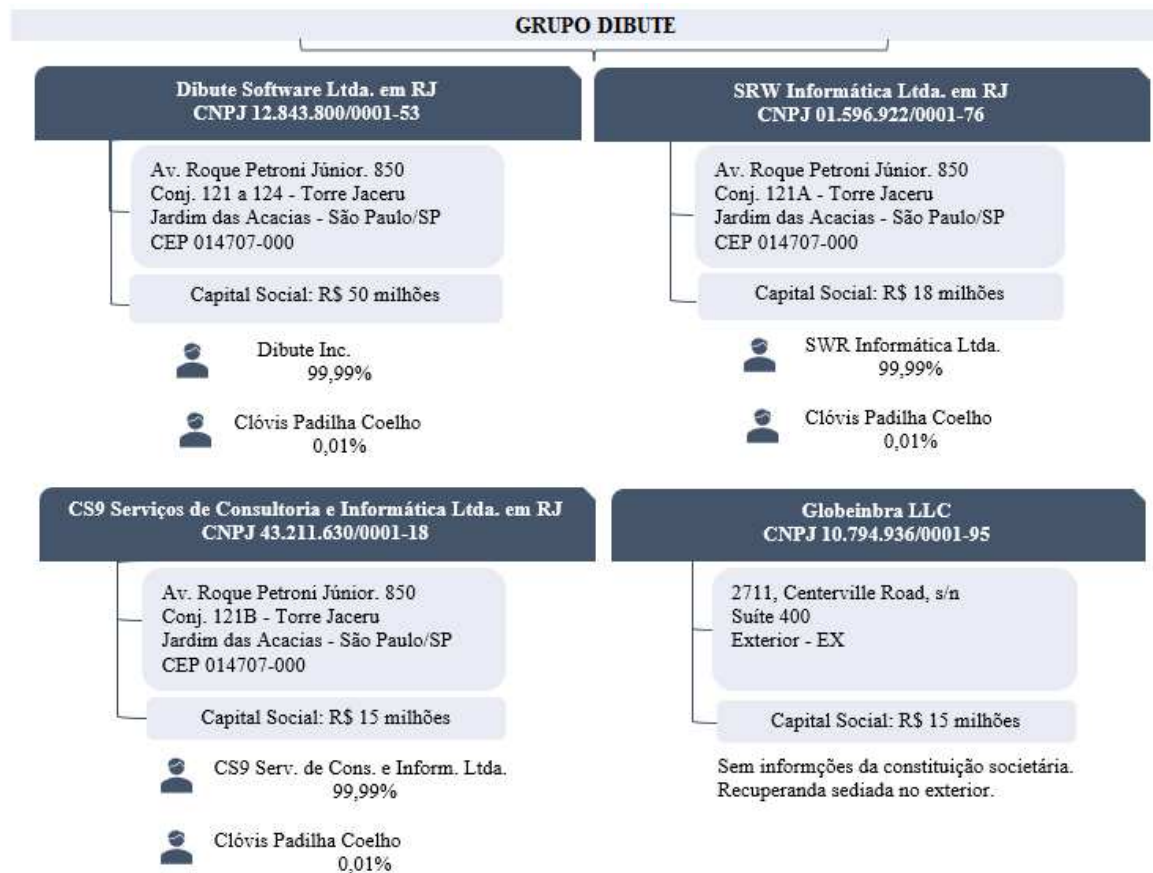 GRUPO DIBUTE
Dibute Software Ltda. em RJ
CNPJ 12.843.800/0001-53
Av. Roque Petroni Júnior. 850
Conj. 121 a 124 - Torre Jaceru
Jardim das Acacias - São Paulo/SP
CEP 014707-000
Capital Social: R$ 50 milhões
Dibute Inc.
99,99%
Clóvis Padilha Coelho
0,01%
SRW Informática Ltda. em RJ
CNPJ 01.596.922/0001-76
Av. Roque Petroni Júnior. 850
Conj. 121A - Torre Jaceru
Jardim das Acacias - São Paulo/SP
CEP 014707-000
Capital Social: R$ 18 milhões
SWR Informática Ltda.
99,99%
Clóvis Padilha Coelho
0,01%
CS9 Serviços de Consultoria e Informática Ltda. em RJ
CNPJ 43.211.630/0001-18
Av. Roque Petroni Júnior. 850
Conj. 121B - Torre Jaceru
Jardim das Acacias - São Paulo/SP
CEP 014707-000
Capital Social: R$ 15 milhões
CS9 Serv. de Cons. e Inform. Ltda.
99,99%
Clóvis Padilha Coelho
0,01%
Globeinbra LLC
CNPJ 10.794.936/0001-95
2711, Centerville Road, s/n
Suíte 400
Exterior - EX
Capital Social: R$ 15 milhões
Sem informções da constituição societária.
Recuperanda sediada no exterior.